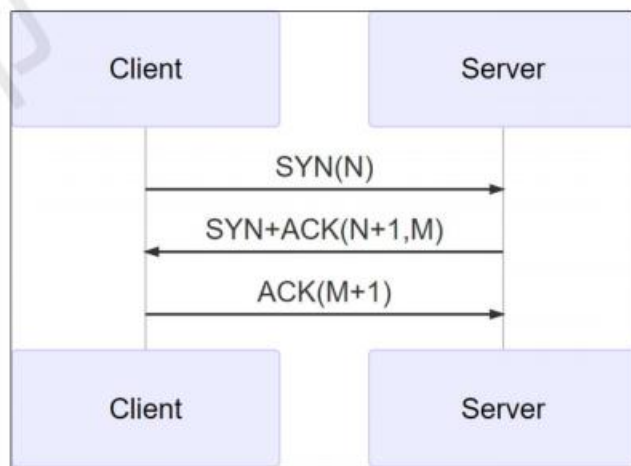 Client Server
SYN(N)
SYN+ACK(N+1,M)
ACK(M+1)
Client Server